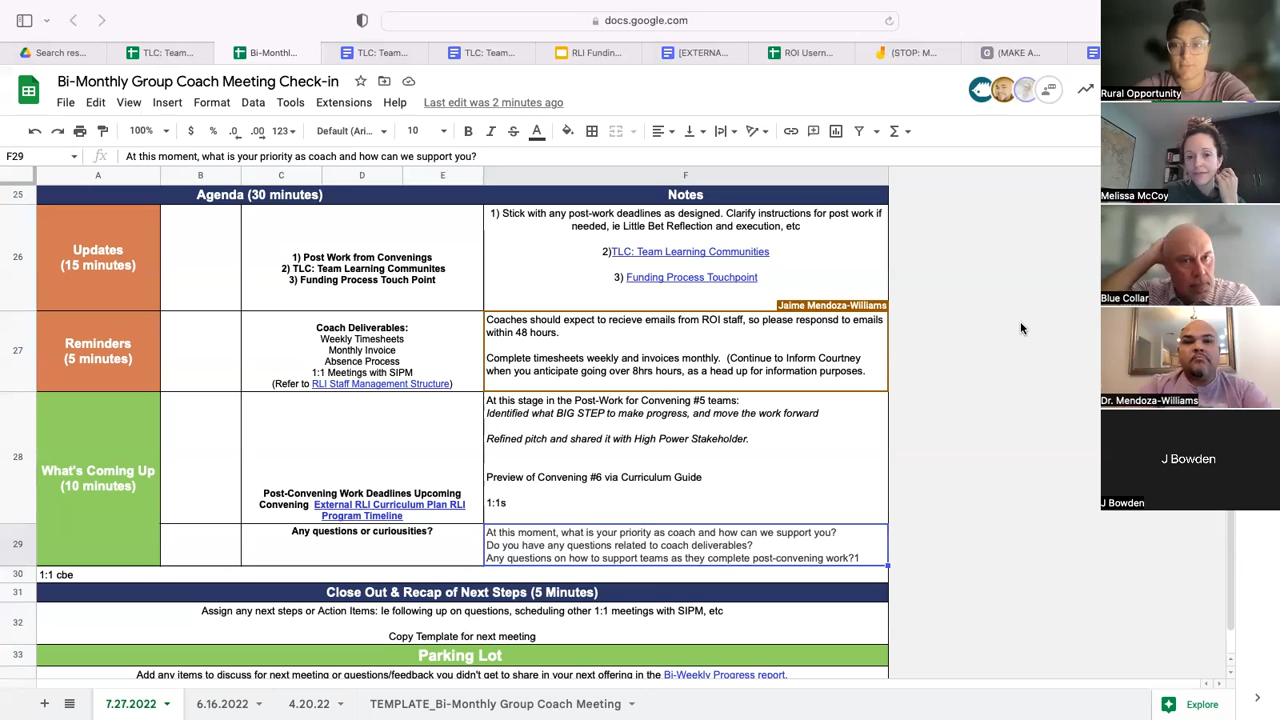 docs.google.com
Search res...
TLC: Team...
Bi-Monthl...
TLC: Team...
TLC: Team...
RLI Fundin...
[EXTERNA...
ROI Usern...
(STOP: M...
(MAKE A...
Bi-Monthly Group Coach Meeting Check-in
File Edit View Insert Format Data Tools Extensions Help Last edit was 2 minutes ago
100% $ % .0 .00 123 Default (Ari... 10 B I S A
F29 fx At this moment, what is your priority as coach and how can we support you?
A B C D E F
25 Agenda (30 minutes) Notes
26
Updates
(15 minutes)
1) Post Work from Convenings
2) TLC: Team Learning Communites
3) Funding Process Touch Point
1) Stick with any post-work deadlines as designed. Clarify instructions for post work if
needed, ie Little Bet Reflection and execution, etc
2)TLC: Team Learning Communities
3) Funding Process Touchpoint
Jaime Mendoza-Williams
27
Reminders
(5 minutes)
Coach Deliverables:
Weekly Timesheets
Monthly Invoice
Absence Process
1:1 Meetings with SIPM
(Refer to RLI Staff Management Structure)
Coaches should expect to recieve emails from ROI staff, so please responsd to emails
within 48 hours.
Complete timesheets weekly and invoices monthly. (Continue to Inform Courtney
when you anticipate going over 8hrs hours, as a head up for information purposes.
28
What's Coming Up
(10 minutes)
Post-Convening Work Deadlines Upcoming
Convening External RLI Curriculum Plan RLI
Program Timeline
At this stage in the Post-Work for Convening #5 teams:
Identified what BIG STEP to make progress, and move the work forward
Refined pitch and shared it with High Power Stakeholder.
Preview of Convening #6 via Curriculum Guide
1:1s
29
Any questions or curiousities?
At this moment, what is your priority as coach and how can we support you?
Do you have any questions related to coach deliverables?
Any questions on how to support teams as they complete post-convening work?1
30 1:1 cbe
31 Close Out & Recap of Next Steps (5 Minutes)
32
Assign any next steps or Action Items: Ie following up on questions, scheduling other 1:1 meetings with SIPM, etc
Copy Template for next meeting
33 Parking Lot
Add any items to discuss for next meeting or questions/feedback you didn't get to share in your next offering in the Bi-Weekly Progress report.
7.27.2022 6.16.2022 4.20.22 TEMPLATE_Bi-Monthly Group Coach Meeting Explore
Rural Opportunity
Melissa McCoy
Blue Collar
Dr. Mendoza-Williams
J Bowden
J Bowden